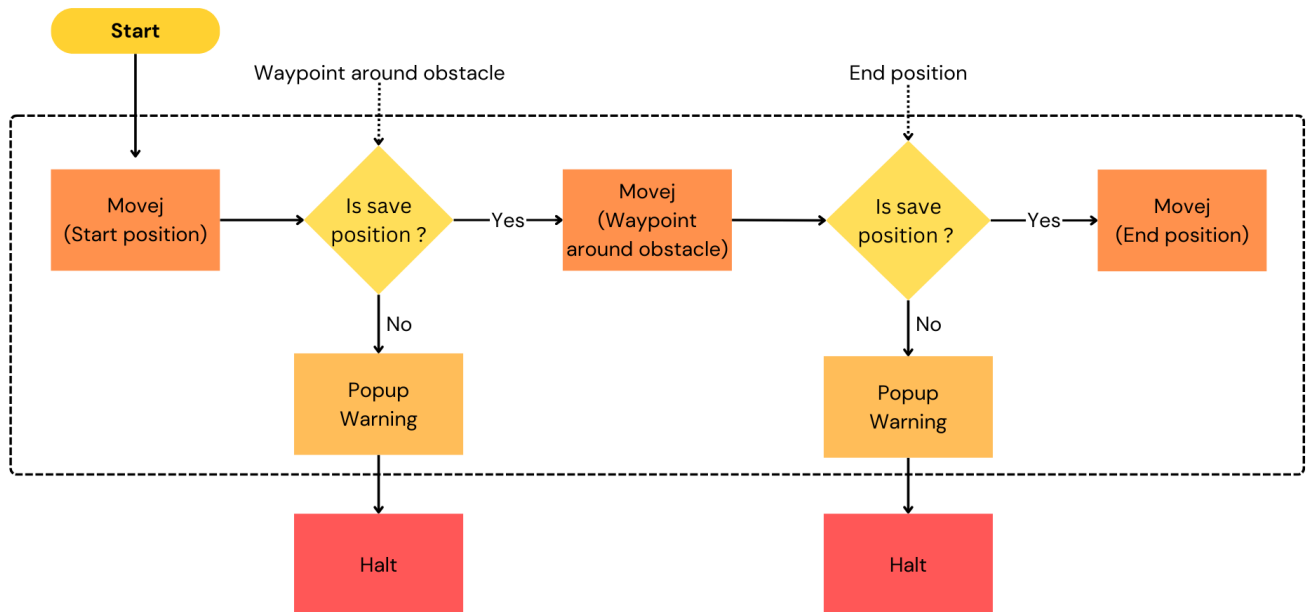 Start
Waypoint around obstacle
End position
Movej
(Start position)
Is save
position ?
Yes
Movej
(Waypoint
around obstacle)
Is save
position ?
Yes
Movej
(End position)
No
No
Popup
Warning
Popup
Warning
Halt
Halt